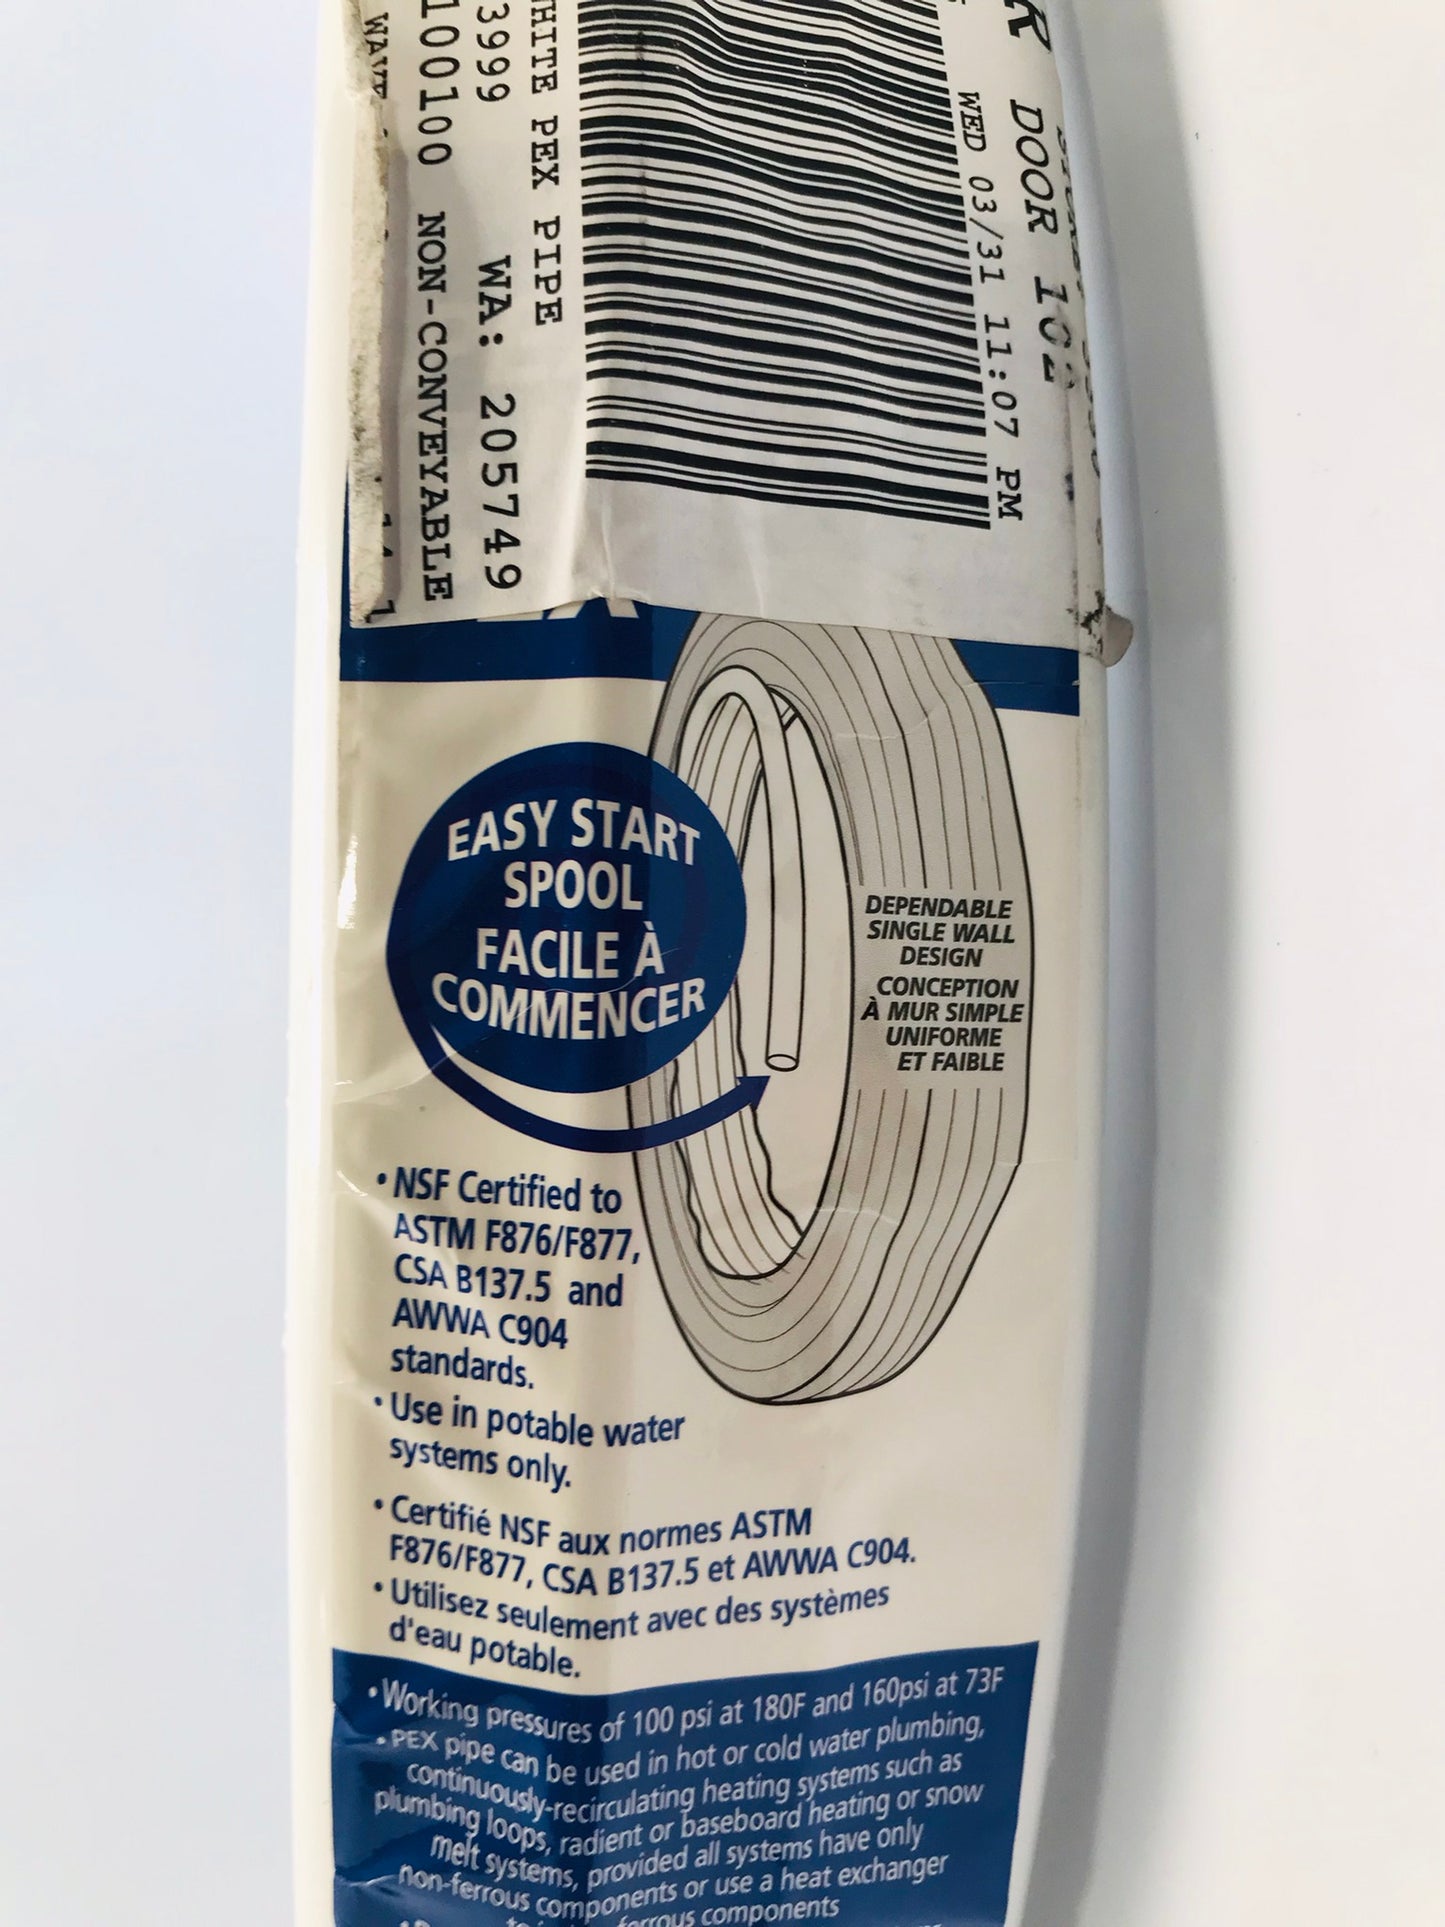 R DOOR 102
WED 03/31 11:07 PM
WHITE PEX PIPE
3999 WA: 205749
100100 NON-CONVEYABLE
EASY START
SPOOL
FACILE À
COMMENCER
DEPENDABLE
SINGLE WALL
DESIGN
CONCEPTION
À MUR SIMPLE
UNIFORME
ET FAIBLE
• NSF Certified to
ASTM F876/F877,
CSA B137.5 and
AWWA C904
standards.
• Use in potable water
systems only.
• Certifié NSF aux normes ASTM
F876/F877, CSA B137.5 et AWWA C904.
• Utilisez seulement avec des systèmes
d'eau potable.
• Working pressures of 100 psi at 180F and 160psi at 73F
• PEX pipe can be used in hot or cold water plumbing,
continuously-recirculating heating systems such as
plumbing loops, radient or baseboard heating or snow
melt systems, provided all systems have only
non-ferrous components or use a heat exchanger
ferrous components